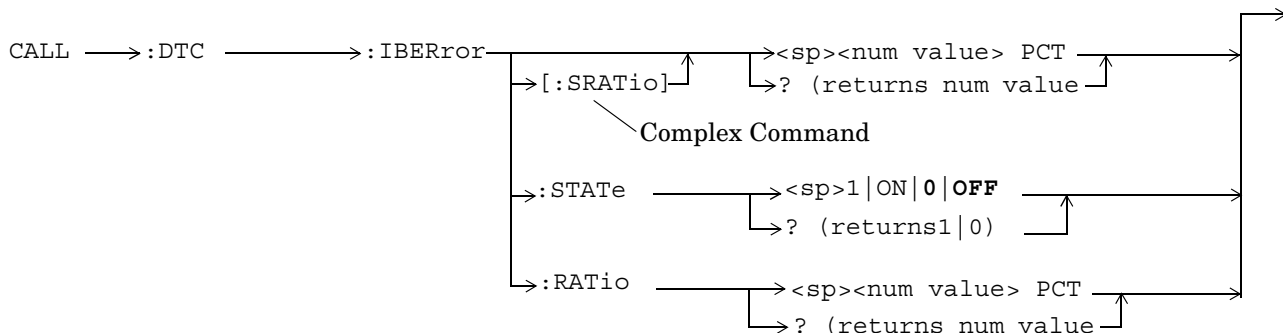 CALL :DTC :IBERror <sp><num value> PCT
[:SRATio] ? (returns num value
Complex Command
:STATe <sp>1|ON|0|OFF
? (returns1|0)
:RATio <sp><num value> PCT
? (returns num value